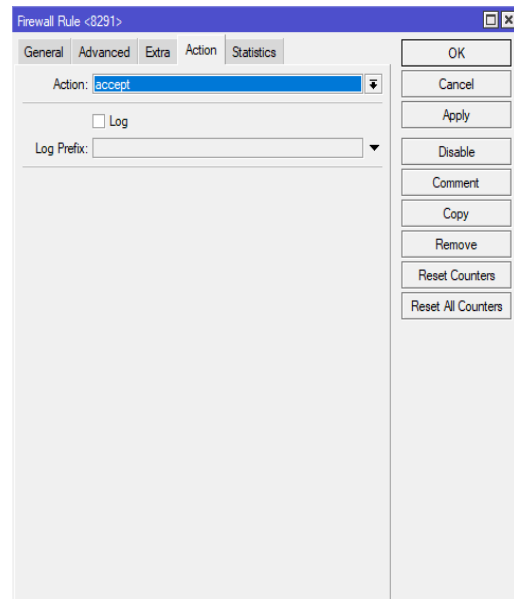 Firewall Rule <8291>
General Advanced Extra Action Statistics
Action: accept
Log
Log Prefix:
OK
Cancel
Apply
Disable
Comment
Copy
Remove
Reset Counters
Reset All Counters